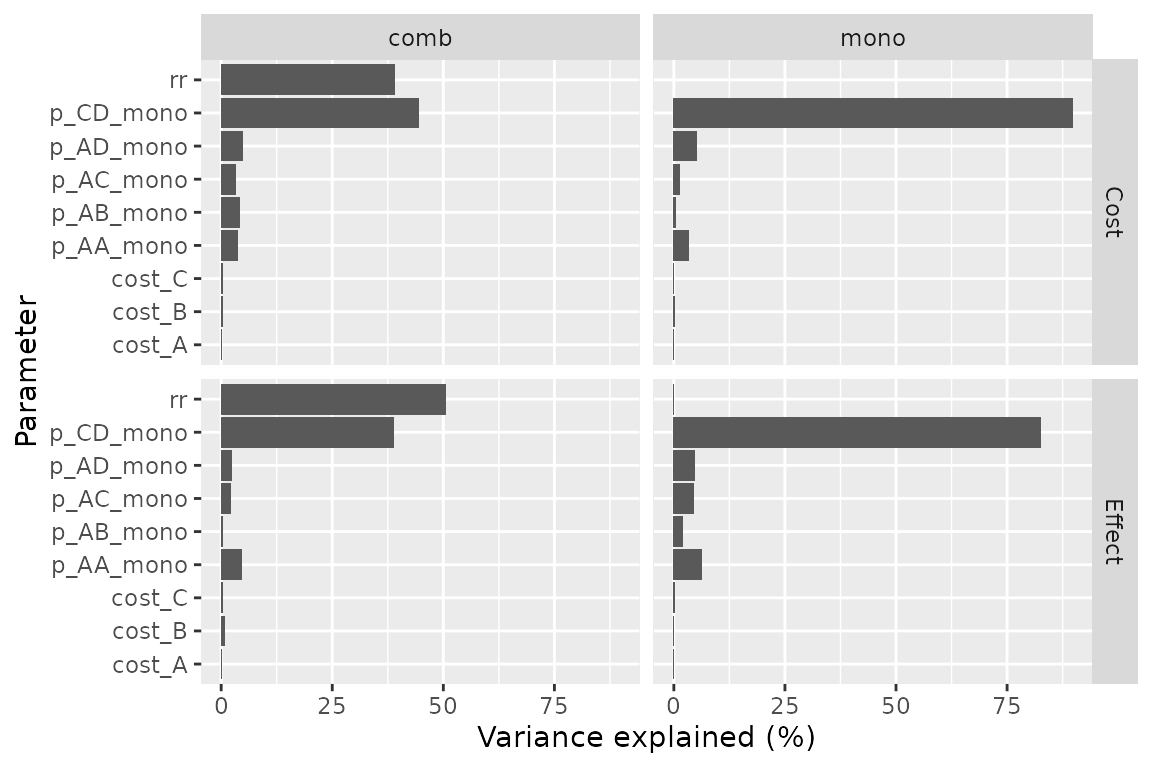 comb
mono
rr
p_CD_mono
p_AD_mono
p_AC_mono
p_AB_mono
p_AA_mono
cost_C
cost_B
cost_A
Cost
rr
p_CD_mono
p_AD_mono
p_AC_mono
p_AB_mono
p_AA_mono
cost_C
cost_B
cost_A
Effect
Parameter
0 25 50 75
0 25 50 75
Variance explained (%)